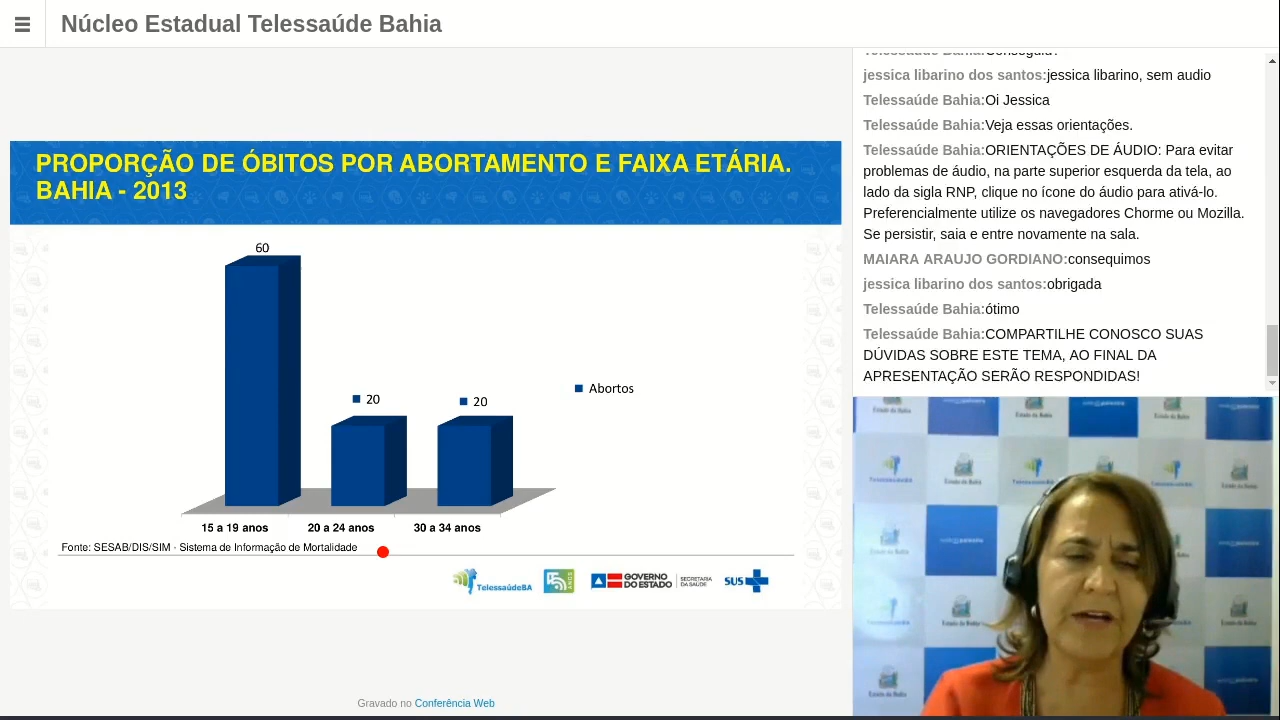 Núcleo Estadual Telessaúde Bahia
PROPORÇÃO DE ÓBITOS POR ABORTAMENTO E FAIXA ETÁRIA.
BAHIA - 2013
60
20
20
Abortos
15 a 19 anos
20 a 24 anos
30 a 34 anos
Fonte: SESAB/DIS/SIM - Sistema de Informação de Mortalidade
TelessaúdeBA
GOVERNO
DO ESTADO
SECRETARIA
DA SAÚDE
SUS
Gravado no Conferência Web
Telessaúde Bahia:Conseguiu?
jessica libarino dos santos:jessica libarino, sem audio
Telessaúde Bahia:Oi Jessica
Telessaúde Bahia:Veja essas orientações.
Telessaúde Bahia:ORIENTAÇÕES DE ÁUDIO: Para evitar
problemas de áudio, na parte superior esquerda da tela, ao
lado da sigla RNP, clique no ícone do áudio para ativá-lo.
Preferencialmente utilize os navegadores Chorme ou Mozilla.
Se persistir, saia e entre novamente na sala.
MAIARA ARAUJO GORDIANO:consequimos
jessica libarino dos santos:obrigada
Telessaúde Bahia:ótimo
Telessaúde Bahia:COMPARTILHE CONOSCO SUAS
DÚVIDAS SOBRE ESTE TEMA, AO FINAL DA
APRESENTAÇÃO SERÃO RESPONDIDAS!